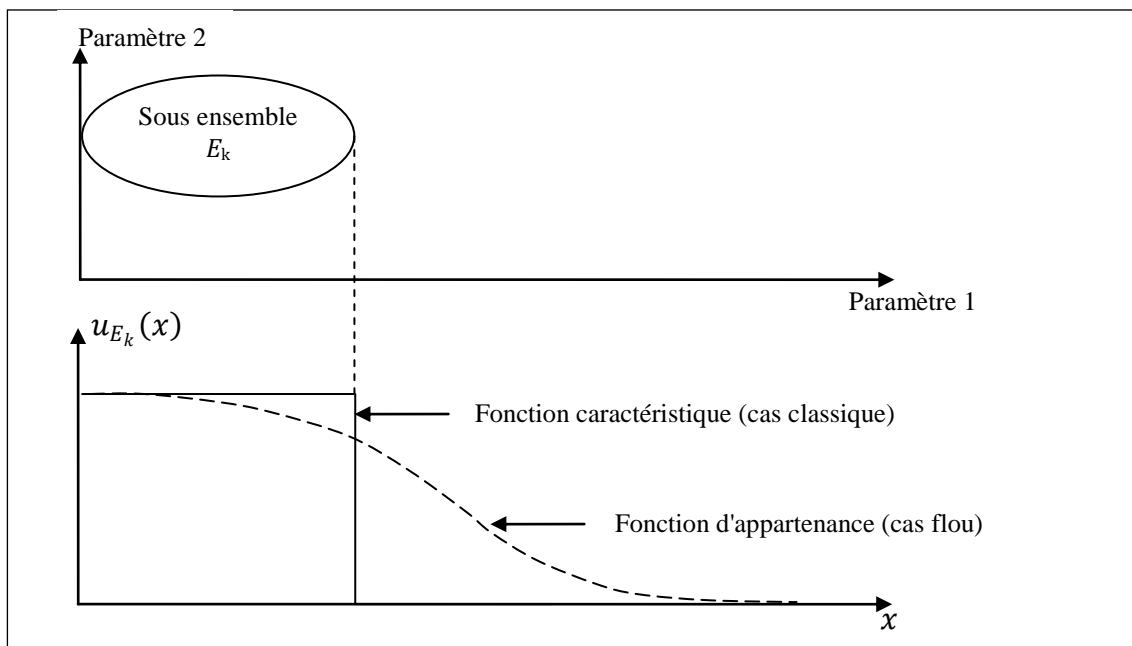 Paramètre 2
Sous ensemble
E_k
Paramètre 1
u_{E_k}(x)
Fonction caractéristique (cas classique)
Fonction d'appartenance (cas flou)
x